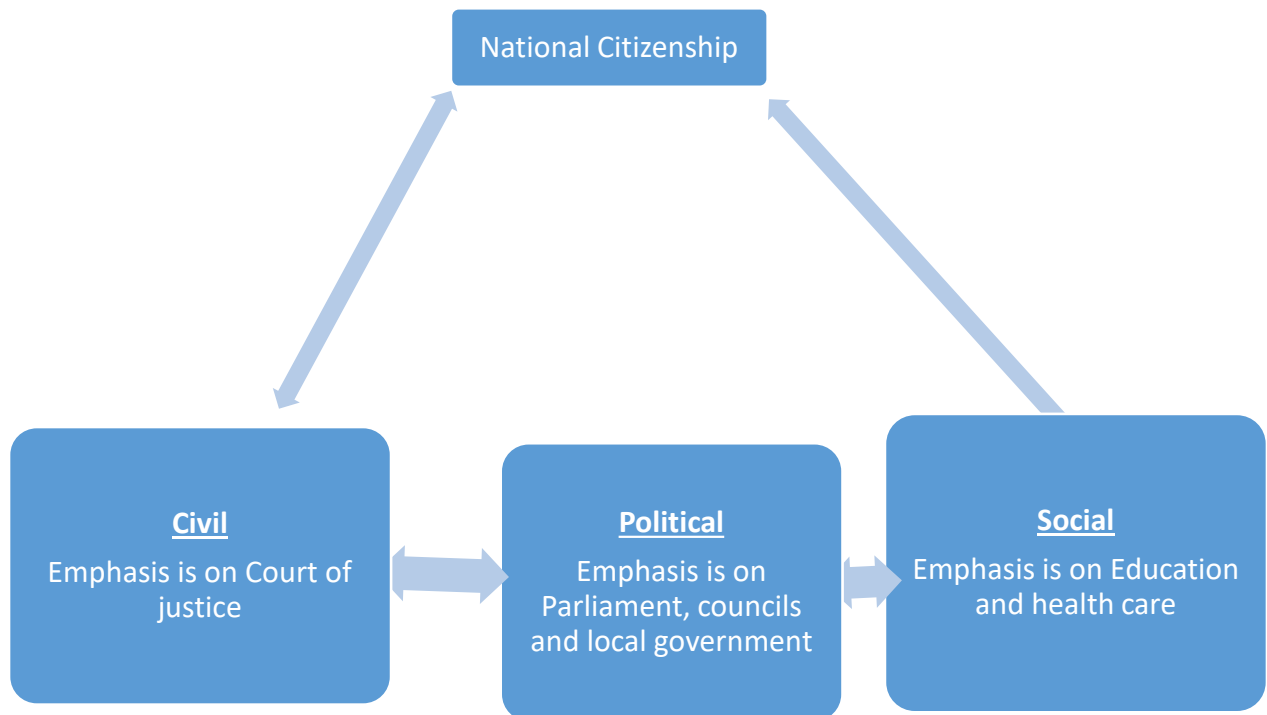 National Citizenship
Civil
Emphasis is on Court of
justice
Political
Emphasis is on
Parliament, councils
and local government
Social
Emphasis is on Education
and health care